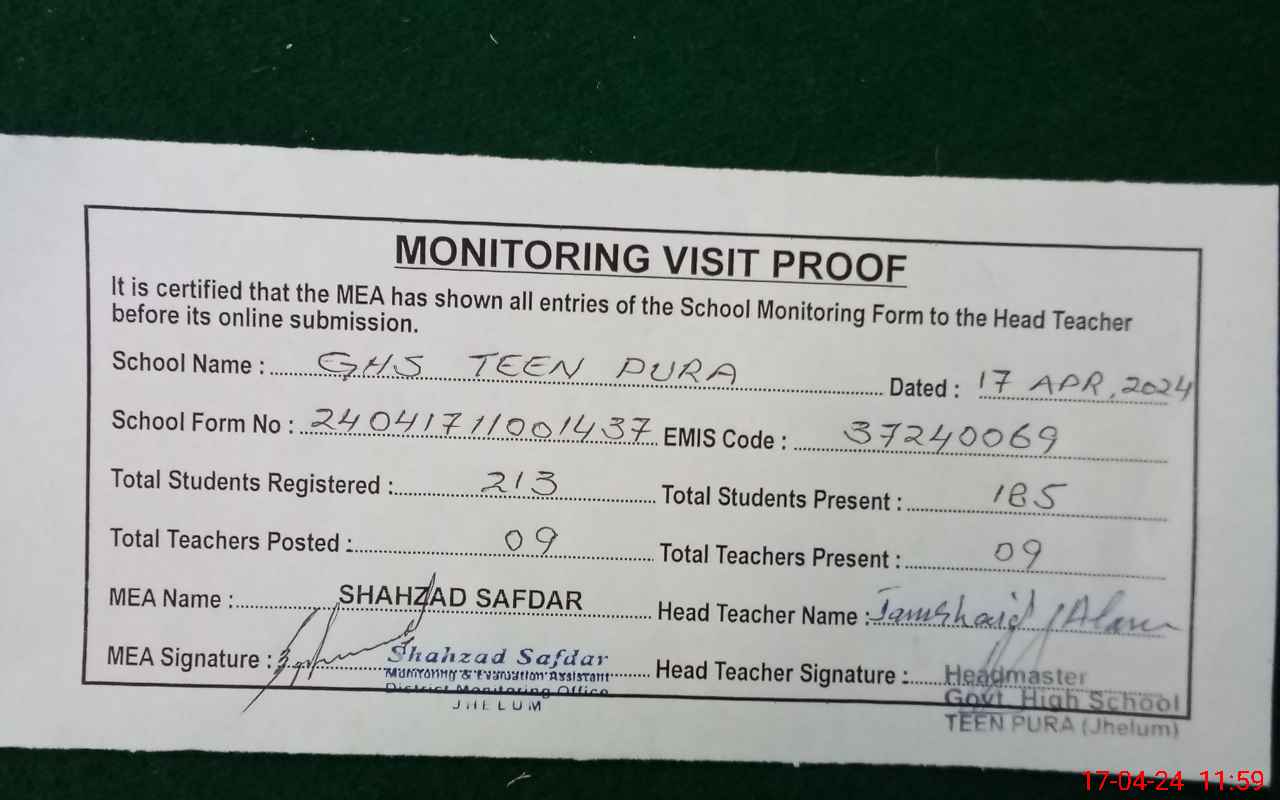 MONITORING VISIT PROOF
It is certified that the MEA has shown all entries of the School Monitoring Form to the Head Teacher
before its online submission.
School Name : GHS TEEN PURA Dated : 17 APR, 2024
School Form No : 24041711001437 EMIS Code : 37240069
Total Students Registered : 213 Total Students Present : 185
Total Teachers Posted : 09 Total Teachers Present : 09
MEA Name : SHAHZAD SAFDAR Head Teacher Name : Jamshaid Alam
MEA Signature : Shahzad Safdar Head Teacher Signature : Headmaster
Monitoring & Evaluation Assistant
District Monitoring Office Govt. High School
JHELUM TEEN PURA (Jhelum)
17-04-24 11:59